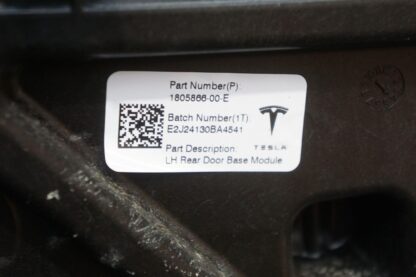 Part Number(P):
1805866-00-E
Batch Number(1T):
E2J24130BA4541
TESLA
Part Description:
LH Rear Door Base Module